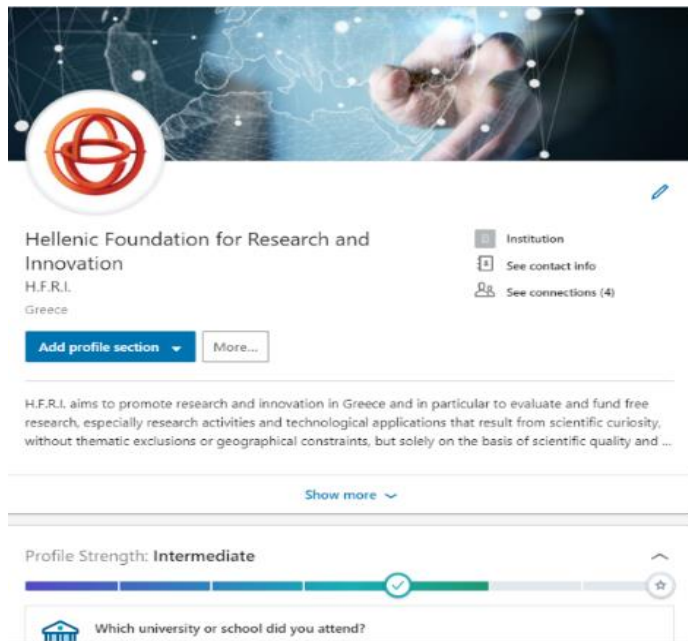 Hellenic Foundation for Research and
Innovation
H.F.R.I.
Greece
Institution
See contact info
See connections (4)
Add profile section
More...
H.F.R.I. aims to promote research and innovation in Greece and in particular to evaluate and fund free
research, especially research activities and technological applications that result from scientific curiosity,
without thematic exclusions or geographical constraints, but solely on the basis of scientific quality and ...
Show more
Profile Strength: Intermediate
Which university or school did you attend?